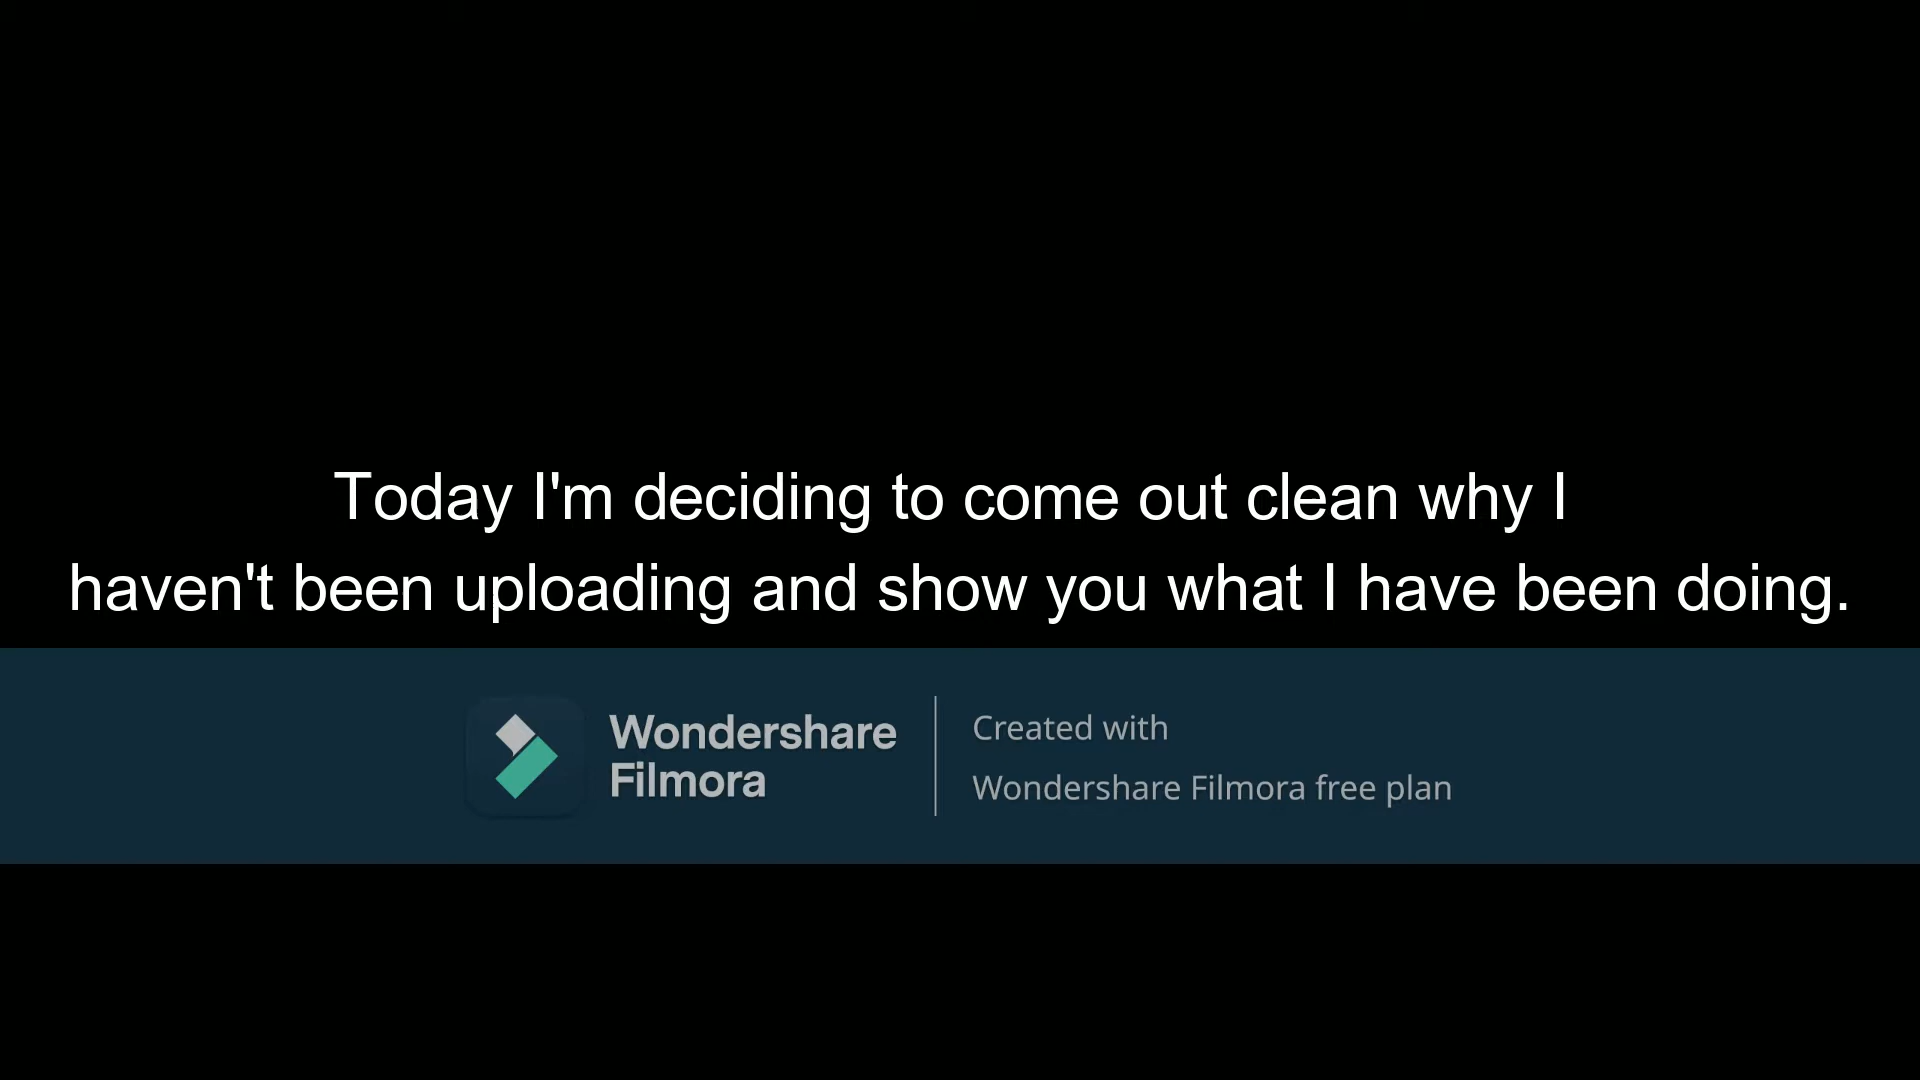 Today I'm deciding to come out clean why I
haven't been uploading and show you what I have been doing.
Wondershare
Filmora
Created with
Wondershare Filmora free plan